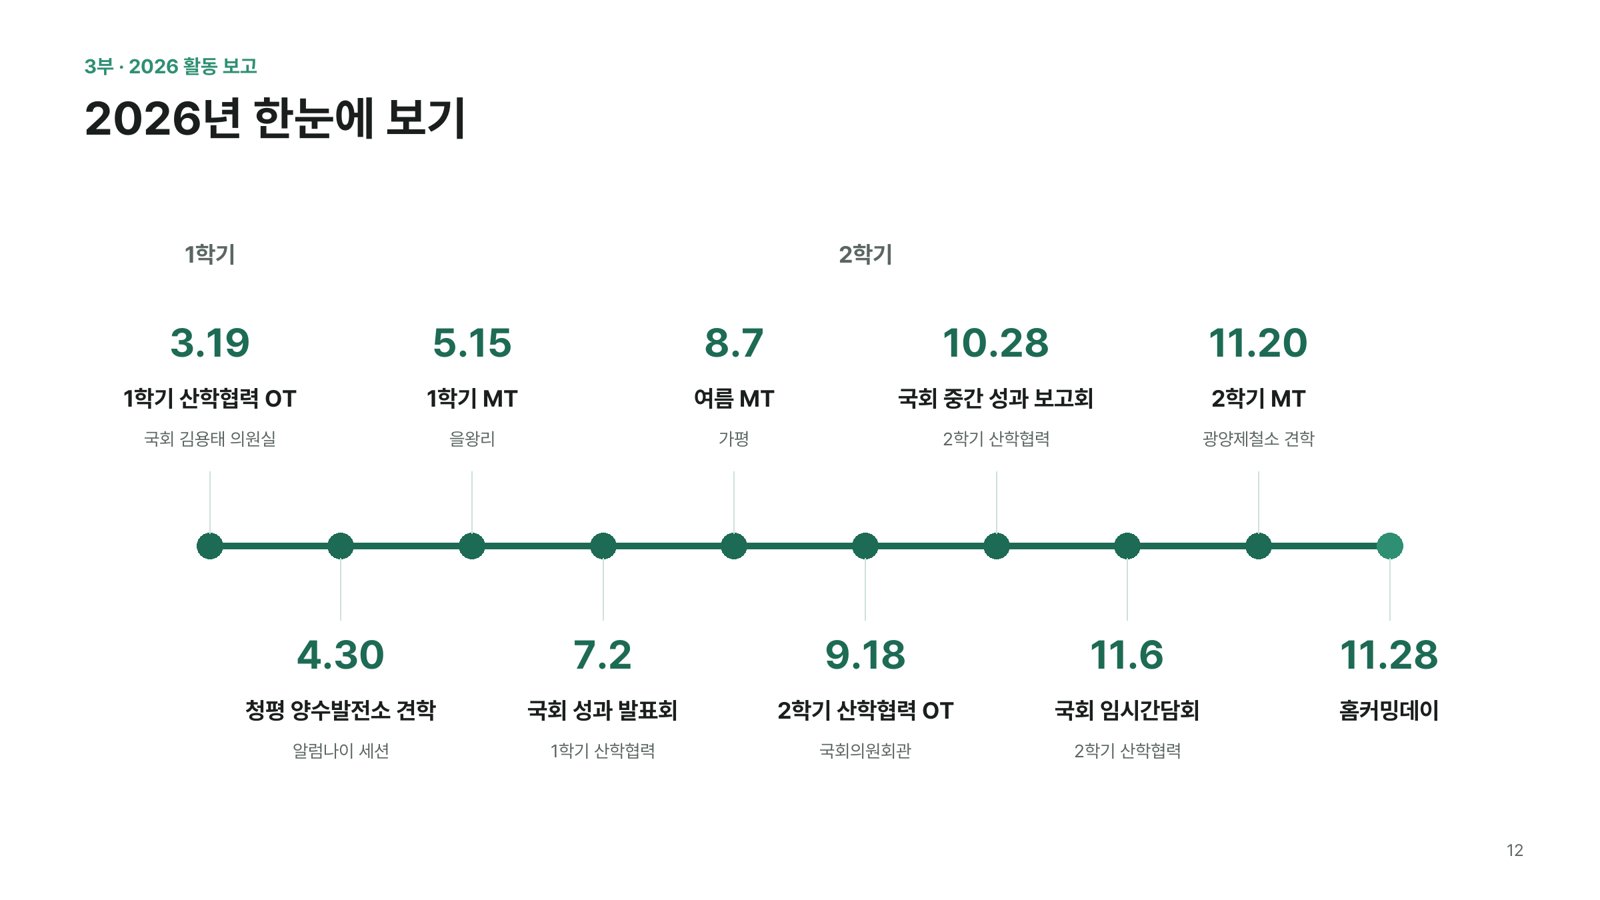 3부 · 2026 활동 보고
2026년 한눈에 보기
1학기
2학기
3.19
1학기 산학협력 OT
국회 김용태 의원실
5.15
1학기 MT
을왕리
8.7
여름 MT
가평
10.28
국회 중간 성과 보고회
2학기 산학협력
11.20
2학기 MT
광양제철소 견학
4.30
청평 양수발전소 견학
알럼나이 세션
7.2
국회 성과 발표회
1학기 산학협력
9.18
2학기 산학협력 OT
국회의원회관
11.6
국회 임시간담회
2학기 산학협력
11.28
홈커밍데이
12